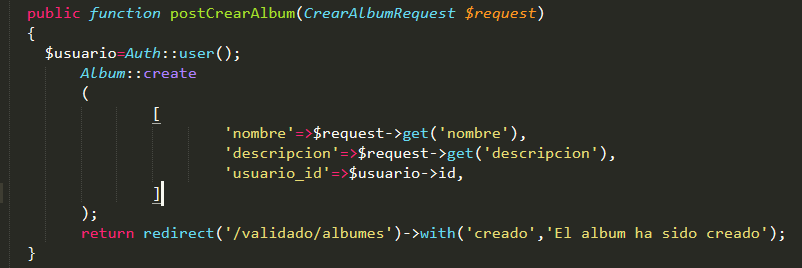 public function postCrearAlbum(CrearAlbumRequest $request)
{
$usuario=Auth::user();
Album::create
(
[
'nombre'=>$request->get('nombre'),
'descripcion'=>$request->get('descripcion'),
'usuario_id'=>$usuario->id,
]
);
return redirect('/validado/albumes')->with('creado','El album ha sido creado');
}